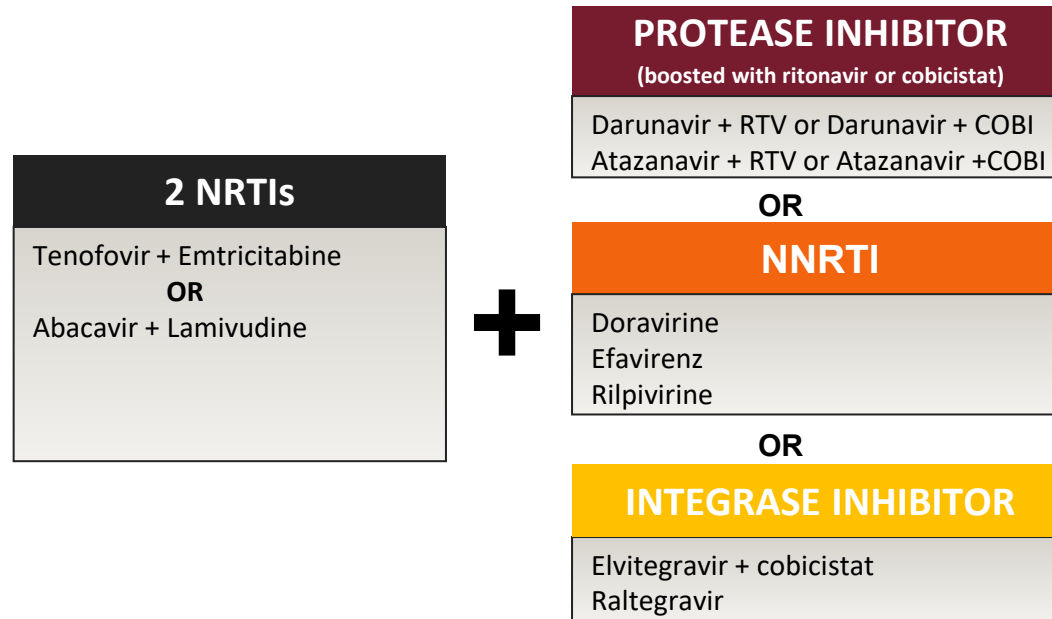 2 NRTIs
Tenofovir + Emtricitabine
OR
Abacavir + Lamivudine
+
PROTEASE INHIBITOR
(boosted with ritonavir or cobicistat)
Darunavir + RTV or Darunavir + COBI
Atazanavir + RTV or Atazanavir +COBI
OR
NNRTI
Doravirine
Efavirenz
Rilpivirine
OR
INTEGRASE INHIBITOR
Elvitegravir + cobicistat
Raltegravir